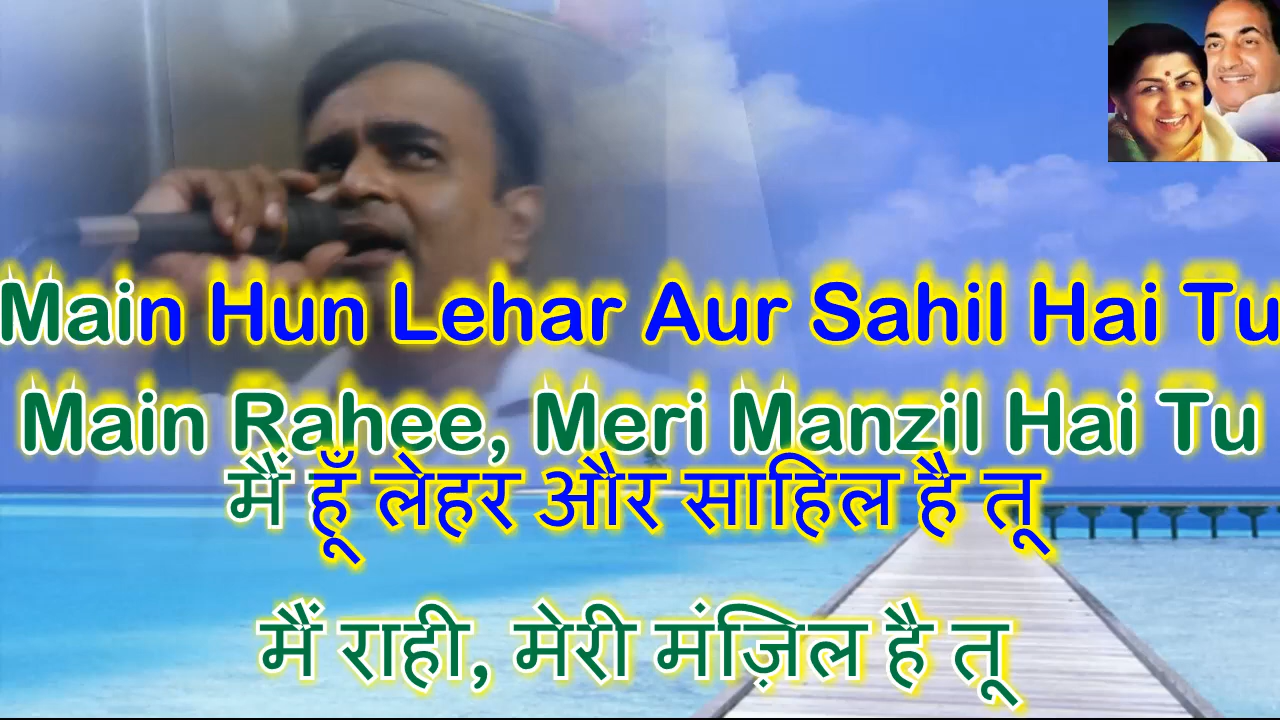 Main Hun Lehar Aur Sahil Hai Tu
Main Rahee, Meri Manzil Hai Tu
मैं हूँ लेहर और साहिल है तू
मैं राही, मेरी मंज़िल है तू